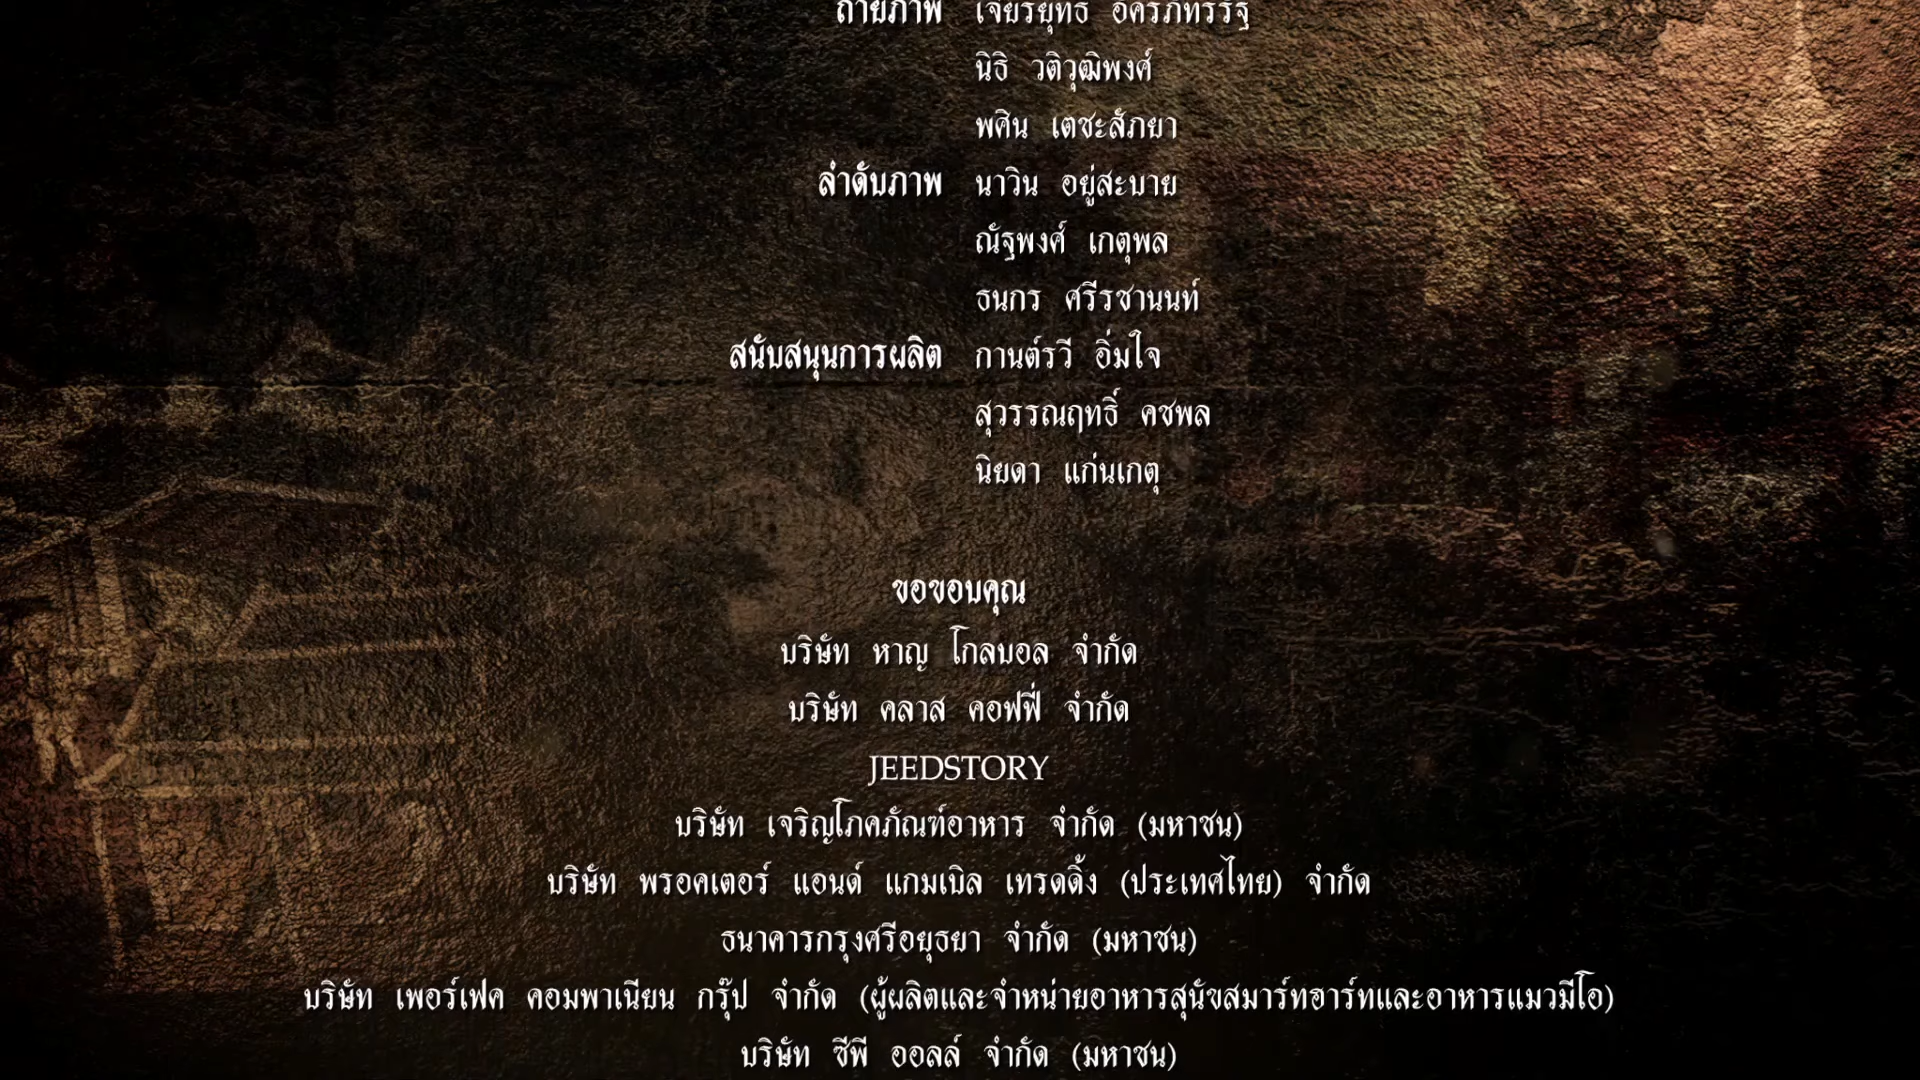 ถ่ายภาพ
นิธิ วติวุฒิพงศ์
พศิน เตชะสัภยา
ลำดับภาพ นาวิน อยู่สะบาย
ณัฐพงศ์ เกตุพล
ธนกร ศรีรชานนท์
สนับสนุนการผลิต กานต์รวี อิ่มใจ
สุวรรณฤทธิ์ คชพล
นิยดา แก่นเกตุ
ขอขอบคุณ
บริษัท หาญ โกลบอล จำกัด
บริษัท คลาส คอฟฟี่ จำกัด
JEEDSTORY
บริษัท เจริญโภคภัณฑ์อาหาร จำกัด (มหาชน)
บริษัท พรอคเตอร์ แอนด์ แกมเบิล เทรดดิ้ง (ประเทศไทย) จำกัด
ธนาคารกรุงศรีอยุธยา จำกัด (มหาชน)
บริษัท เพอร์เฟค คอมพาเนียน กรุ๊ป จำกัด (ผู้ผลิตและจำหน่ายอาหารสุนัขสมาร์ทฮาร์ทและอาหารแมวมีโอ)
บริษัท ซีพี ออลล์ จำกัด (มหาชน)